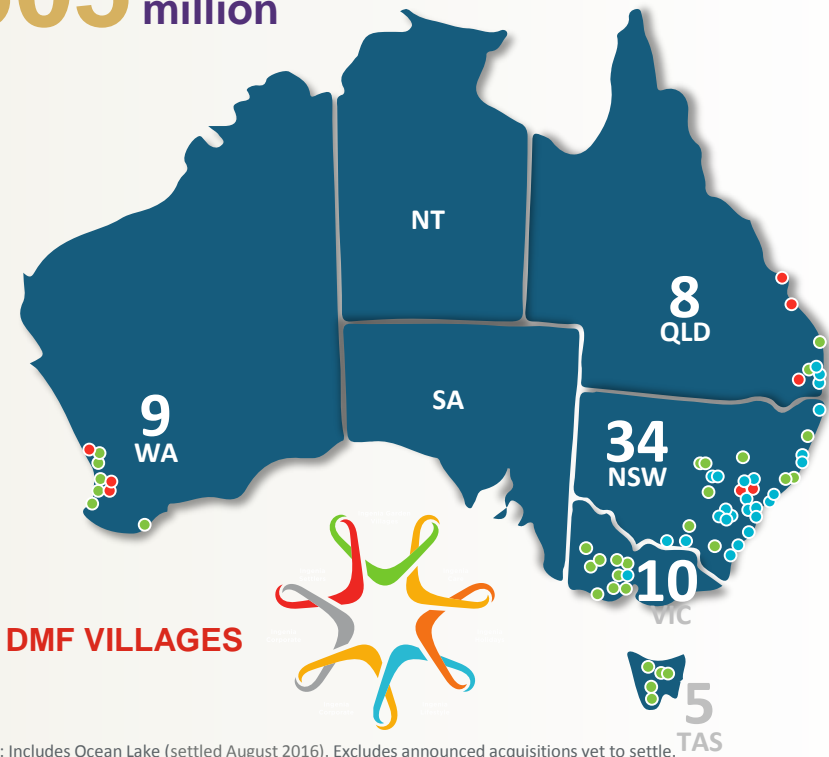 million
NT
8
QLD
SA
9
WA
34
NSW
10
VIC
DMF VILLAGES
5
TAS
: Includes Ocean Lake (settled August 2016). Excludes announced acquisitions yet to settle.